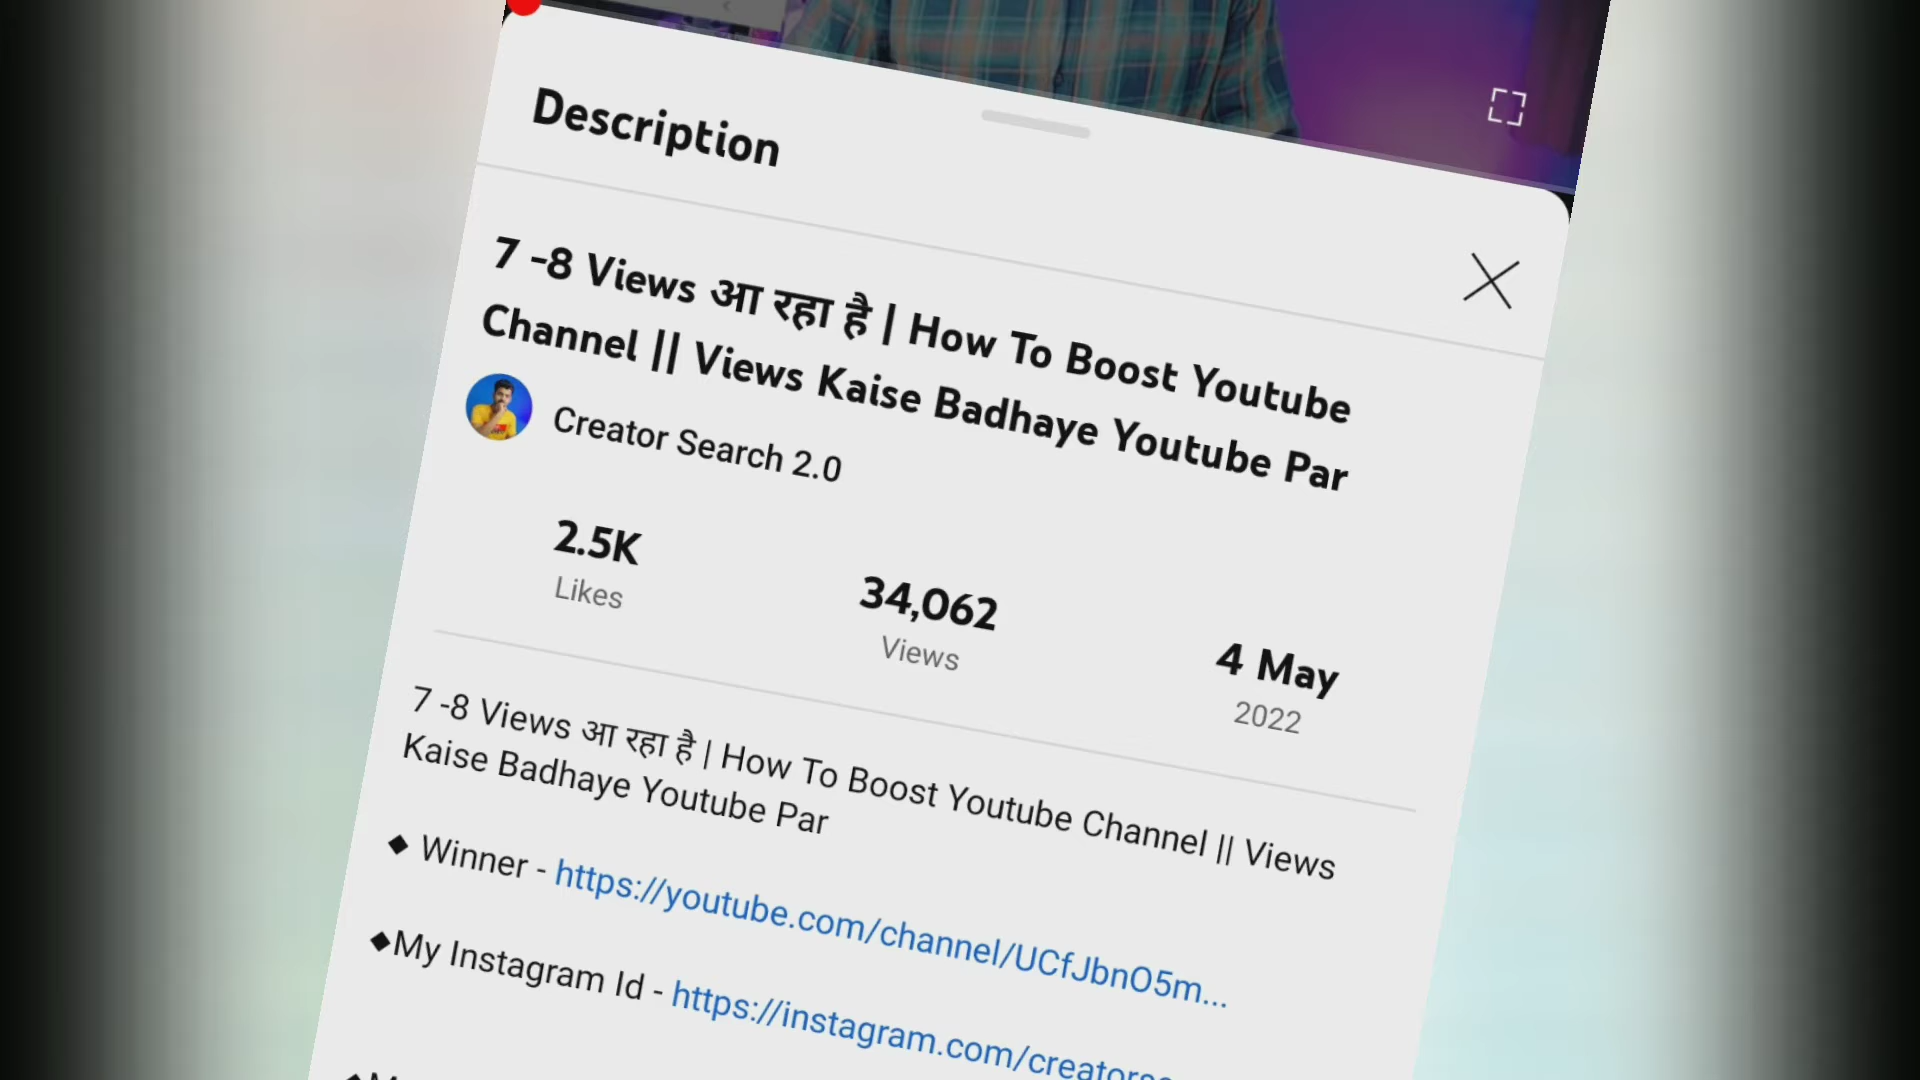 Description
7 -8 Views आ रहा है | How To Boost Youtube
Channel || Views Kaise Badhaye Youtube Par
Creator Search 2.0
2.5K
Likes
34,062
Views
4 May
2022
7 -8 Views आ रहा है | How To Boost Youtube Channel || Views
Kaise Badhaye Youtube Par
◆ Winner - https://youtube.com/channel/UCfJbnO5m...
◆My Instagram Id - https://instagram.com/